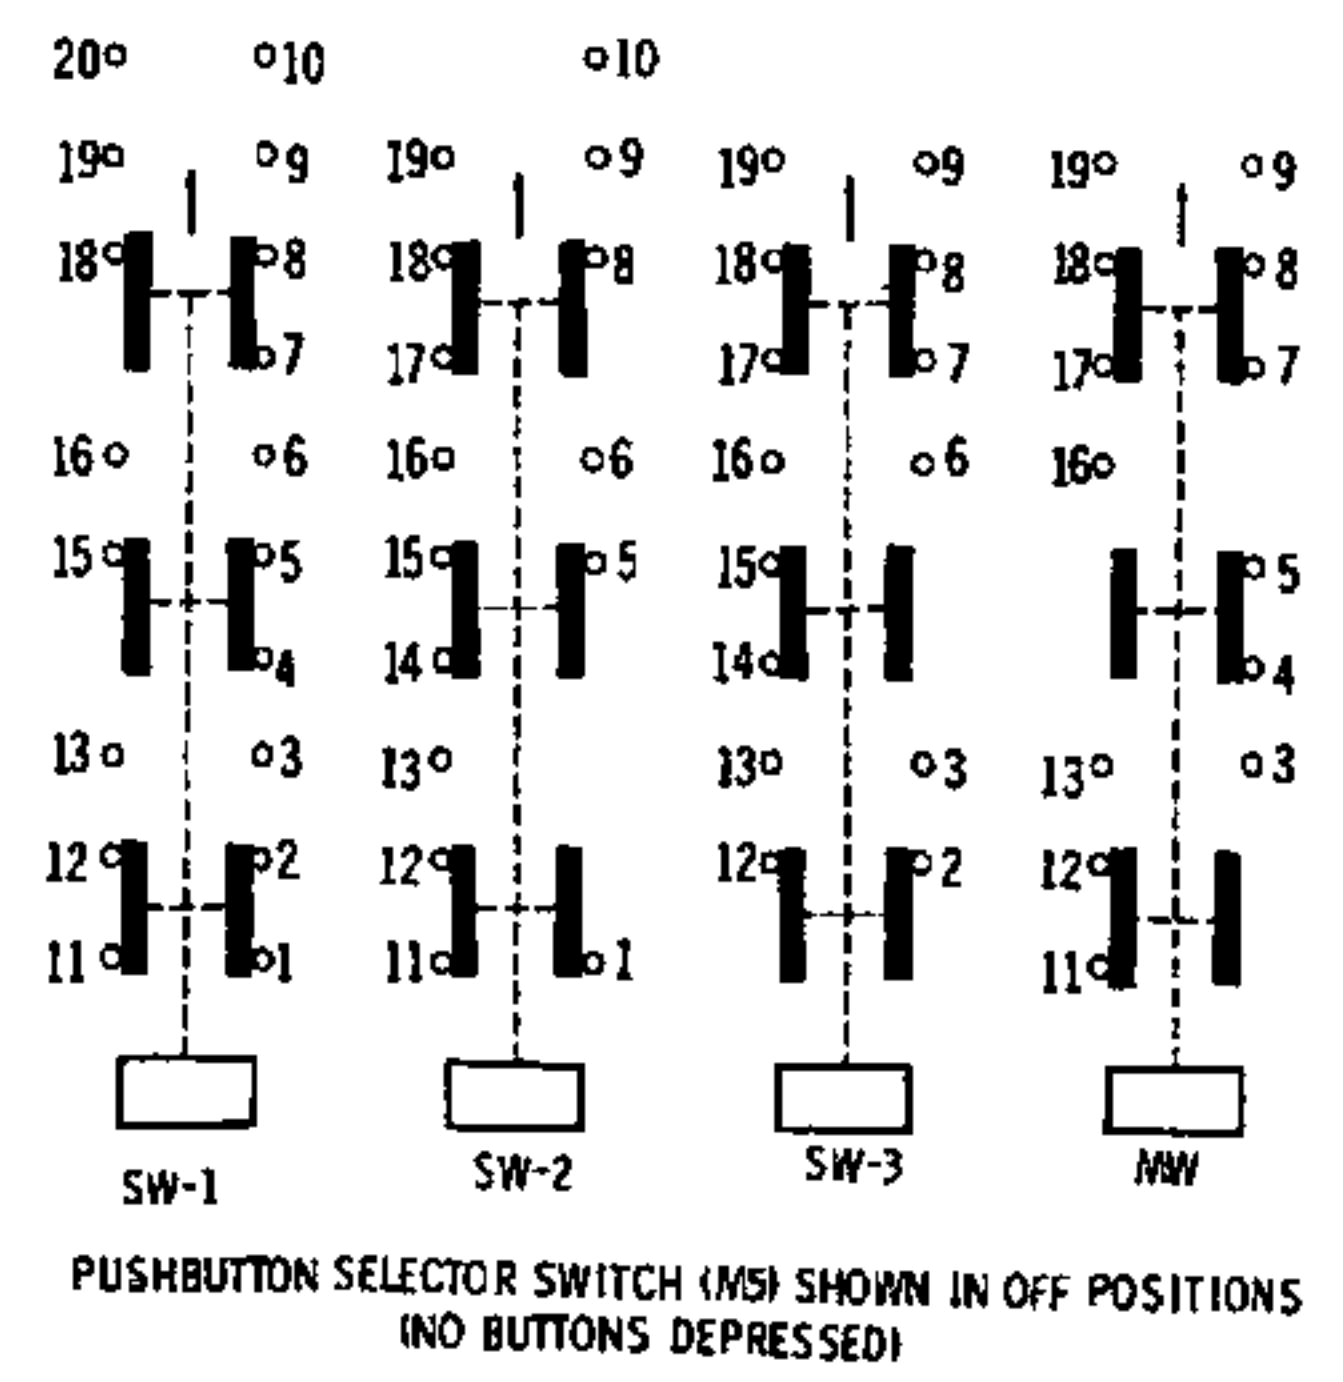 20 10 10
19 9 19 9 19 9 19 9
18 8 18 8 18 8 18 8
7 17 17 7 17 7
16 6 16 6 16 6 16
15 5 15 5 15 5
4 14 14 4
13 3 13 13 3 13 3
12 2 12 12 2 12
11 1 11 1 11
SW-1 SW-2 SW-3 MW
PUSHBUTTON SELECTOR SWITCH (M5) SHOWN IN OFF POSITIONS
(NO BUTTONS DEPRESSED)